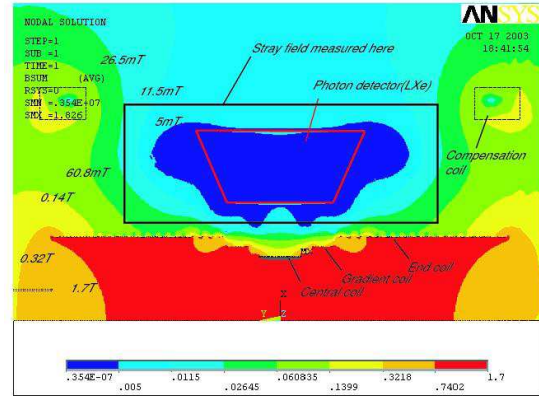 NODAL SOLUTION
ANSYS
STEP=1
SUB =1
TIME=1
BSUM (AVG)
RSYS=0
SMN =.354E-07
SMX =1.826
OCT 17 2003
18:41:54
26.5mT
Stray field measured here
11.5mT
Photon detector(LXe)
5mT
Compensation
coil
60.8mT
0.14T
0.32T
End coil
Gradient coil
Central coil
1.7T
X
Y
Z
.354E-07
.0115
.060835
.3218
1.7
.005
.02645
.1399
.7402